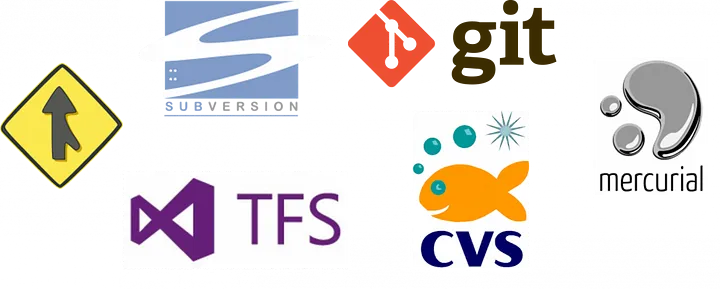 SUBVERSION
git
TFS
CVS
mercurial